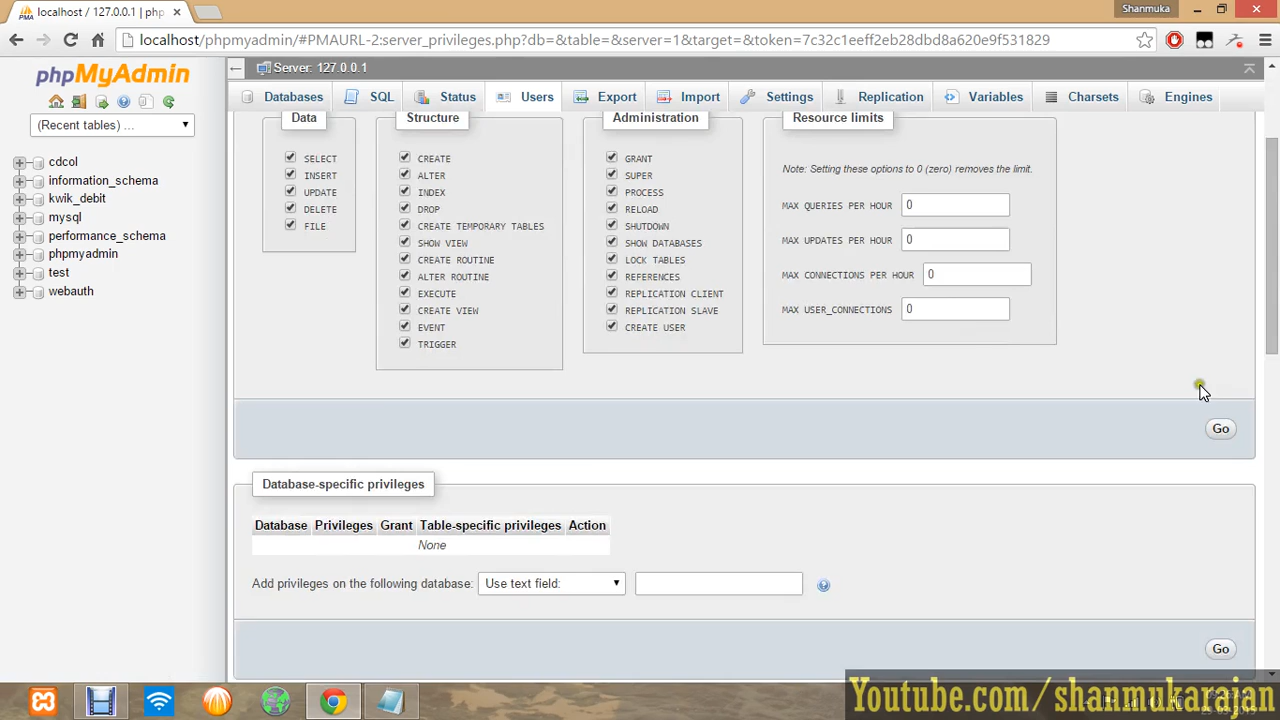 localhost / 127.0.0.1 | php
Shanmuka
localhost/phpmyadmin/#PMAURL-2:server_privileges.php?db=&table=&server=1&target=&token=7c32c1eeff2eb28dbd8a620e9f531829
phpMyAdmin
(Recent tables) ...
cdcol
information_schema
kwik_debit
mysql
performance_schema
phpmyadmin
test
webauth
Server: 127.0.0.1
Databases SQL Status Users Export Import Settings Replication Variables Charsets Engines
Data
SELECT
INSERT
UPDATE
DELETE
FILE
Structure
CREATE
ALTER
INDEX
DROP
CREATE TEMPORARY TABLES
SHOW VIEW
CREATE ROUTINE
ALTER ROUTINE
EXECUTE
CREATE VIEW
EVENT
TRIGGER
Administration
GRANT
SUPER
PROCESS
RELOAD
SHUTDOWN
SHOW DATABASES
LOCK TABLES
REFERENCES
REPLICATION CLIENT
REPLICATION SLAVE
CREATE USER
Resource limits
Note: Setting these options to 0 (zero) removes the limit.
MAX QUERIES PER HOUR 0
MAX UPDATES PER HOUR 0
MAX CONNECTIONS PER HOUR 0
MAX USER_CONNECTIONS 0
Go
Database-specific privileges
Database Privileges Grant Table-specific privileges Action
None
Add privileges on the following database: Use text field:
Go